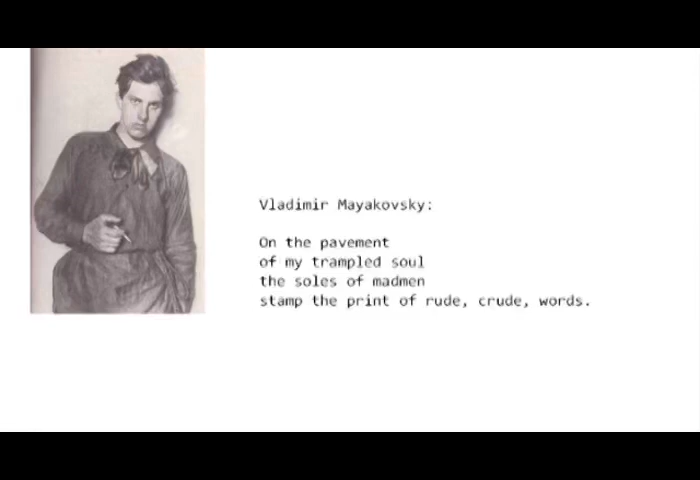 Vladimir Mayakovsky:
On the pavement
of my trampled soul
the soles of madmen
stamp the print of rude, crude, words.